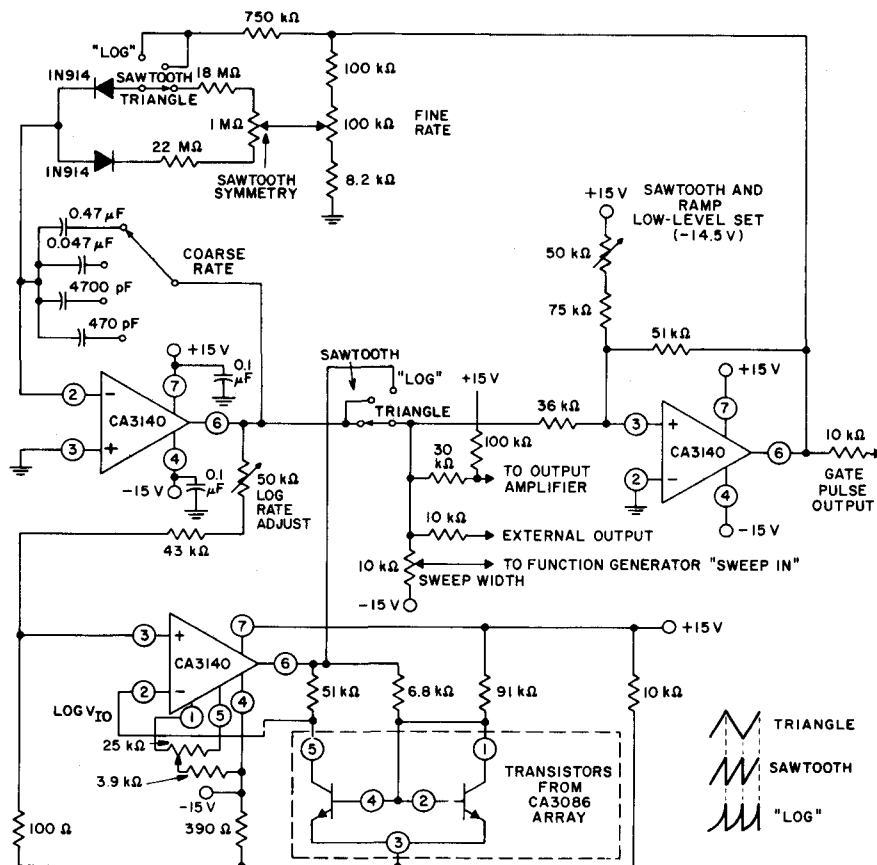 750 kΩ
"LOG"
1N914
SAWTOOTH
TRIANGLE
18 MΩ
100 kΩ
1 MΩ
100 kΩ
FINE
RATE
1N914
22 MΩ
SAWTOOTH
SYMMETRY
8.2 kΩ
+15 V
SAWTOOTH AND
RAMP
LOW-LEVEL SET
(-14.5 V)
0.47 µF
0.047 µF
4700 pF
470 pF
COARSE
RATE
50 kΩ
75 kΩ
51 kΩ
+15 V
0.1
µF
7
2
-
CA3140
6
3
+
4
-15 V
0.1
µF
SAWTOOTH
"LOG"
TRIANGLE
+15 V
36 kΩ
100 kΩ
30
kΩ
TO OUTPUT
AMPLIFIER
+15 V
7
3
+
CA3140
6
2
-
4
-15 V
10 kΩ
GATE
PULSE
OUTPUT
50 kΩ
LOG
RATE
ADJUST
43 kΩ
10 kΩ
EXTERNAL OUTPUT
10 kΩ
SWEEP WIDTH
TO FUNCTION GENERATOR "SWEEP IN"
-15 V
7
+15 V
3
+
CA3140
6
2
-
1
5
4
LOG VIO
25 kΩ
3.9 kΩ
-15 V
51 kΩ
6.8 kΩ
91 kΩ
10 kΩ
5
1
TRANSISTORS
FROM
CA3086
ARRAY
4
2
3
100 Ω
390 Ω
TRIANGLE
SAWTOOTH
"LOG"